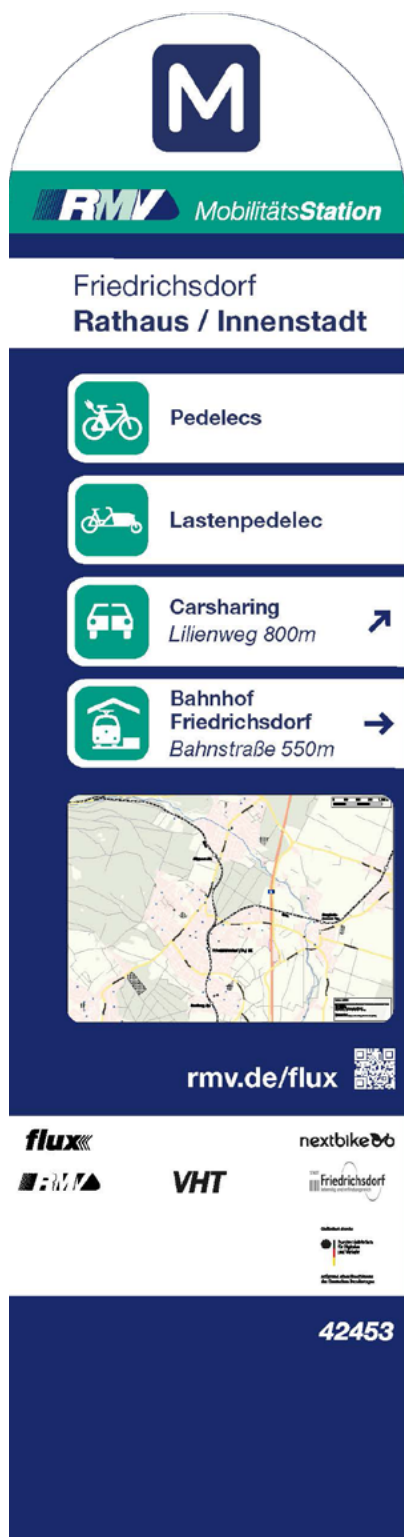 M
RMV MobilitätsStation
Friedrichsdorf
Rathaus / Innenstadt
Pedelecs
Lastenpedelec
Carsharing
Lilienweg 800m
Bahnhof
Friedrichsdorf
Bahnstraße 550m
rmv.de/flux
flux
nextbike
RMV
VHT
Friedrichsdorf
42453